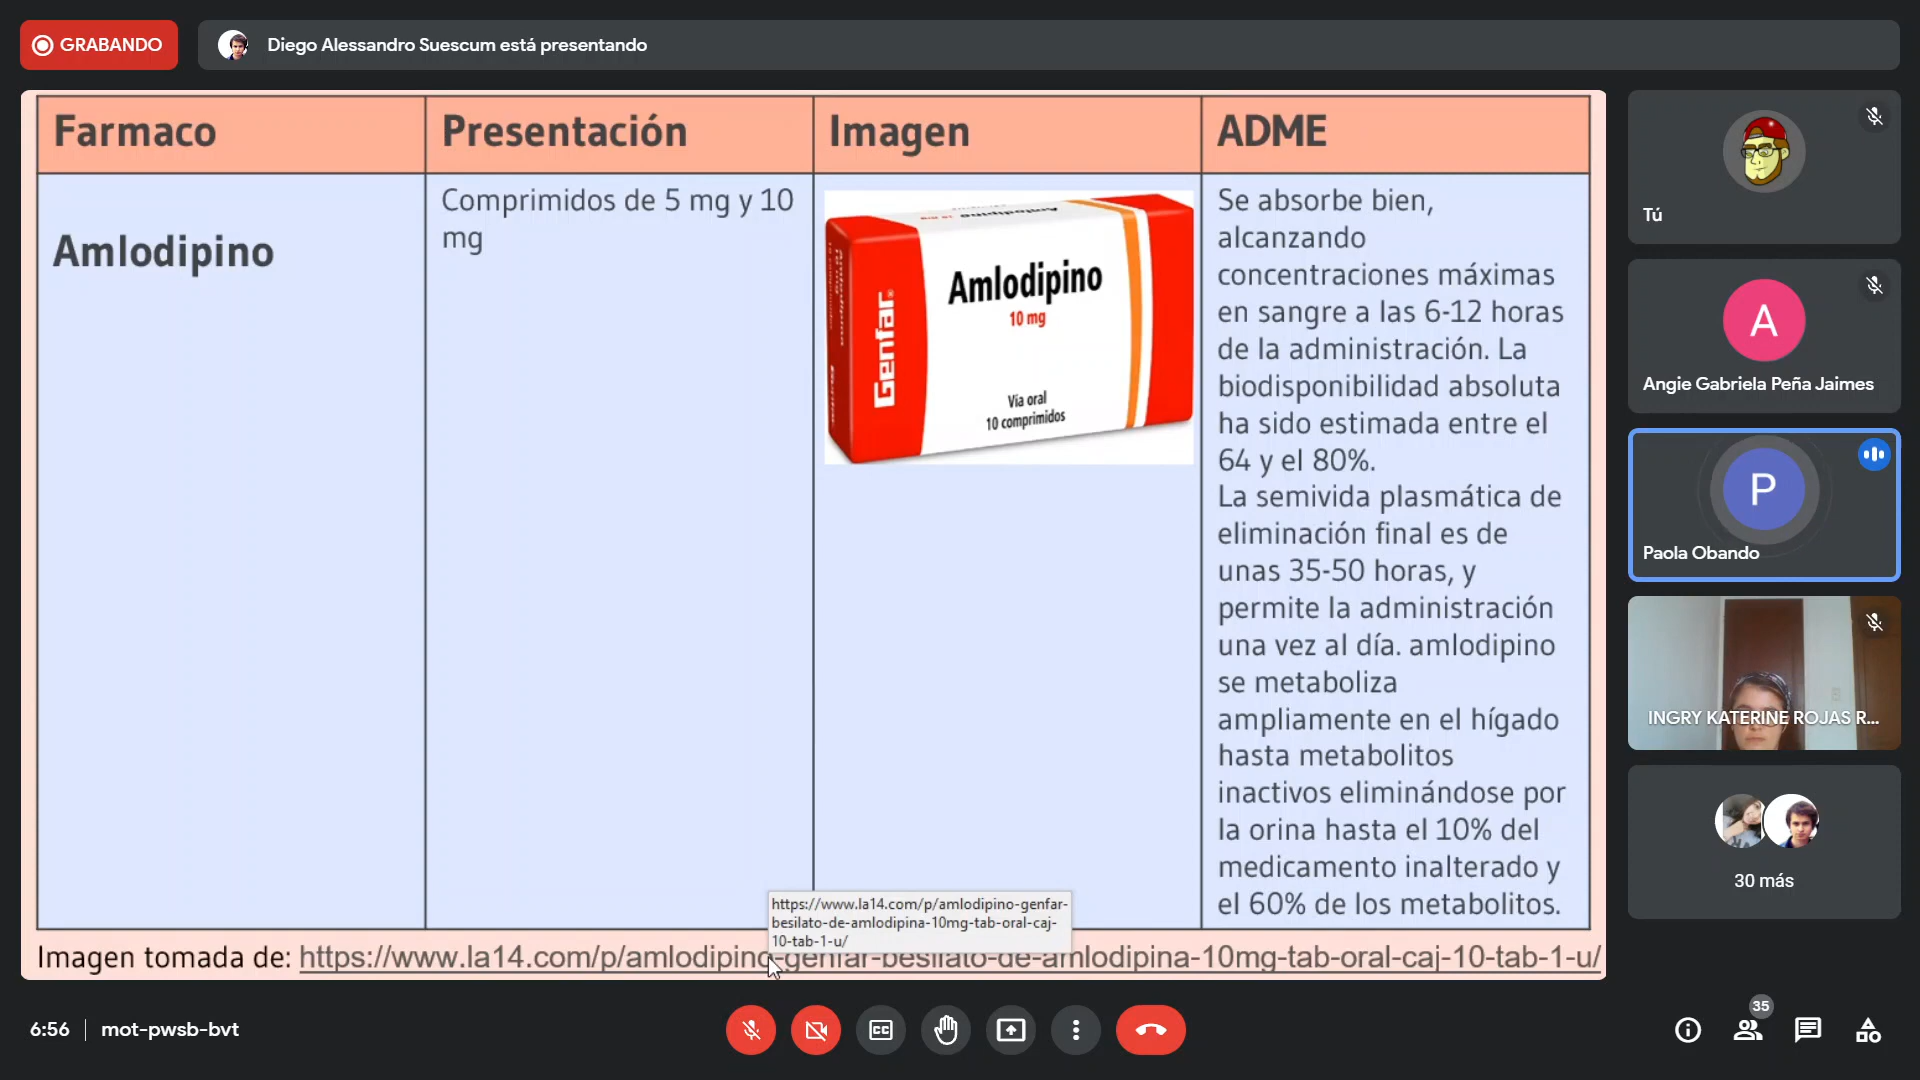 GRABANDO
Diego Alessandro Suescum está presentando
Farmaco
Presentación
Imagen
ADME
Amlodipino
Comprimidos de 5 mg y 10
mg
Amlodipino
10 mg
Genfar
Vía oral
10 comprimidos
Se absorbe bien,
alcanzando
concentraciones máximas
en sangre a las 6-12 horas
de la administración. La
biodisponibilidad absoluta
ha sido estimada entre el
64 y el 80%.
La semivida plasmática de
eliminación final es de
unas 35-50 horas, y
permite la administración
una vez al día. amlodipino
se metaboliza
ampliamente en el hígado
hasta metabolitos
inactivos eliminándose por
la orina hasta el 10% del
medicamento inalterado y
el 60% de los metabolitos.
https://www.la14.com/p/amlodipino-genfar-
besilato-de-amlodipina-10mg-tab-oral-caj-
10-tab-1-u/
Imagen tomada de: https://www.la14.com/p/amlodipino-genfar-besilato-de-amlodipina-10mg-tab-oral-caj-10-tab-1-u/
Tú
A
Angie Gabriela Peña Jaimes
P
Paola Obando
INGRY KATERINE ROJAS R...
30 más
6:56
mot-pwsb-bvt
CC
35